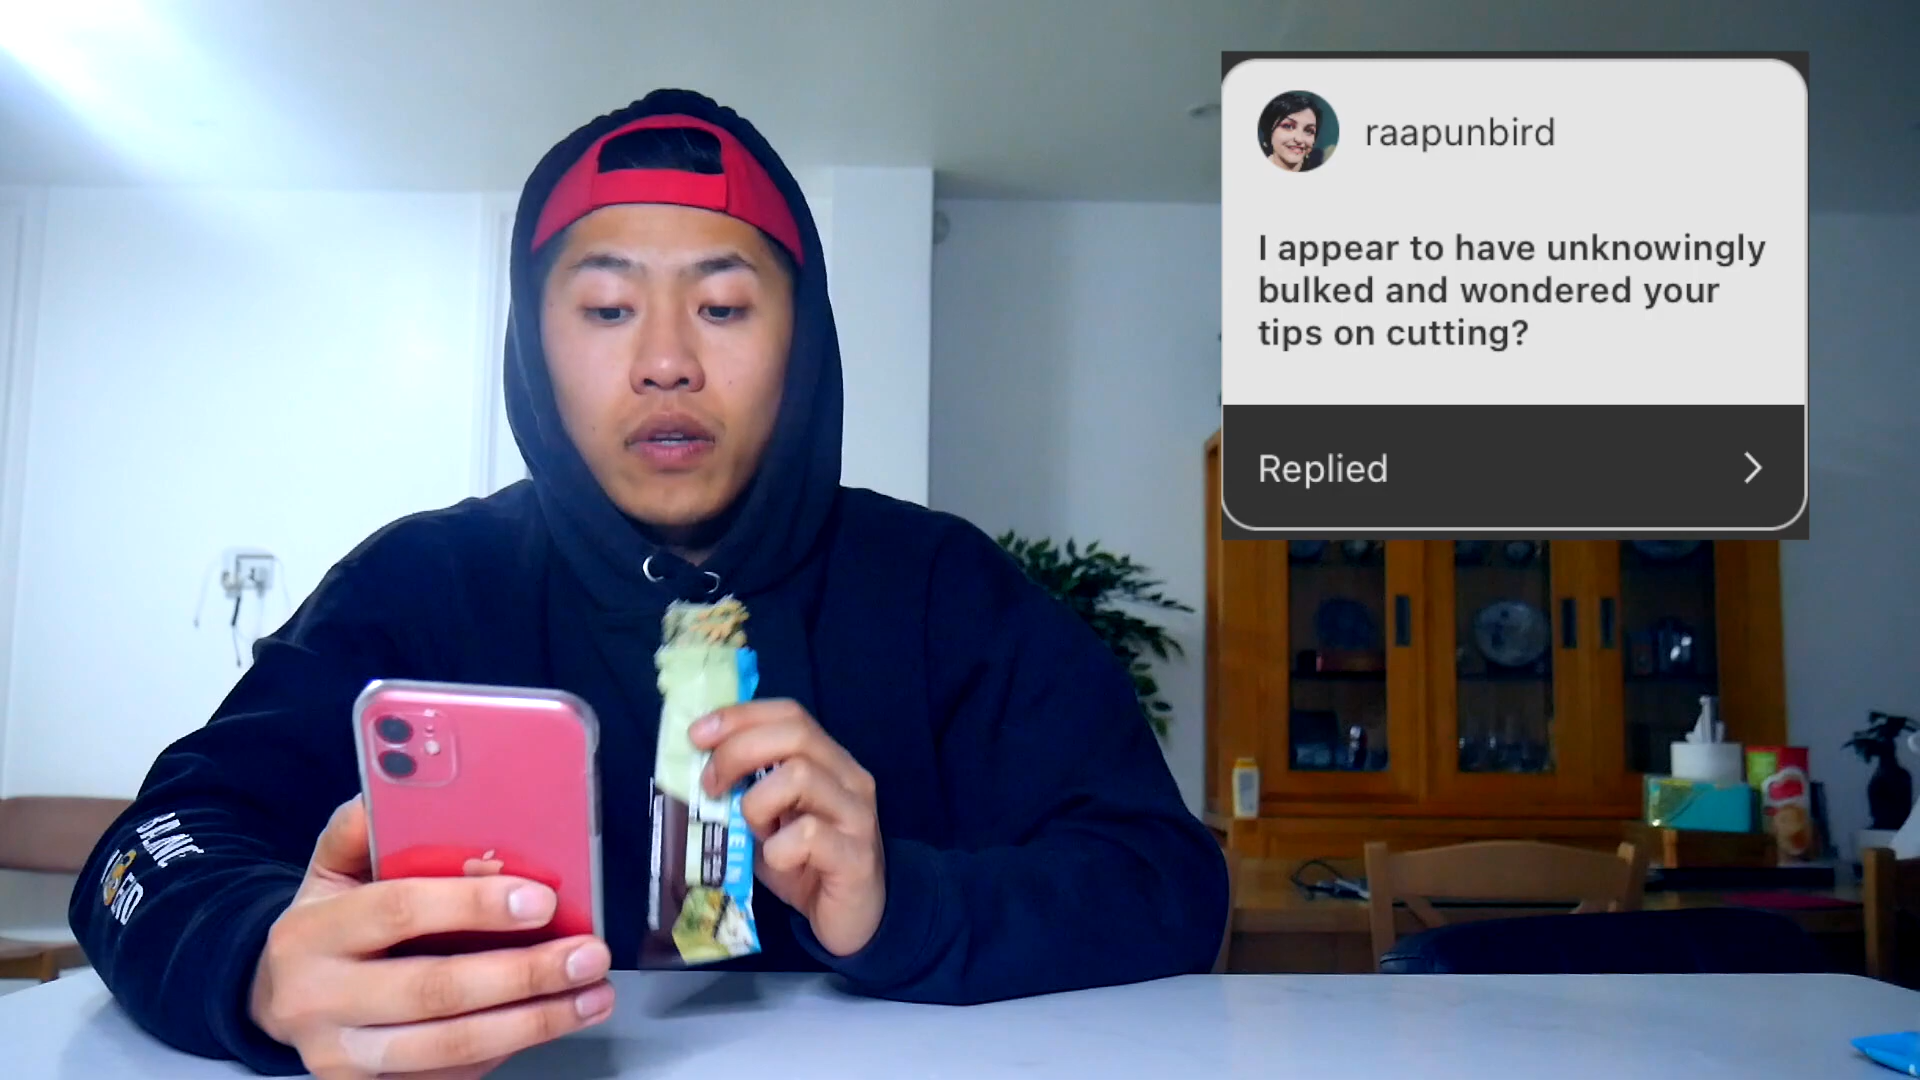 raapunbird
I appear to have unknowingly
bulked and wondered your
tips on cutting?
Replied